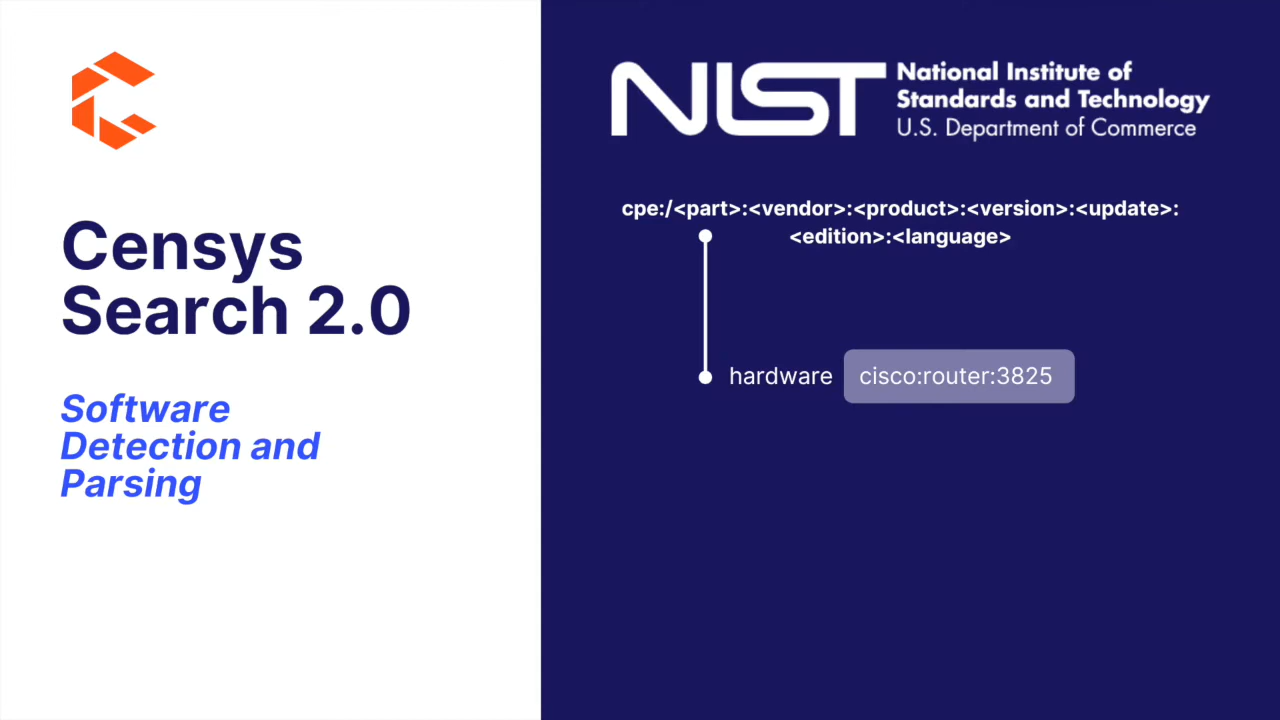 Censys
Search 2.0
Software
Detection and
Parsing
NIST
National Institute of
Standards and Technology
U.S. Department of Commerce
cpe:/<part>:<vendor>:<product>:<version>:<update>:
<edition>:<language>
hardware cisco:router:3825